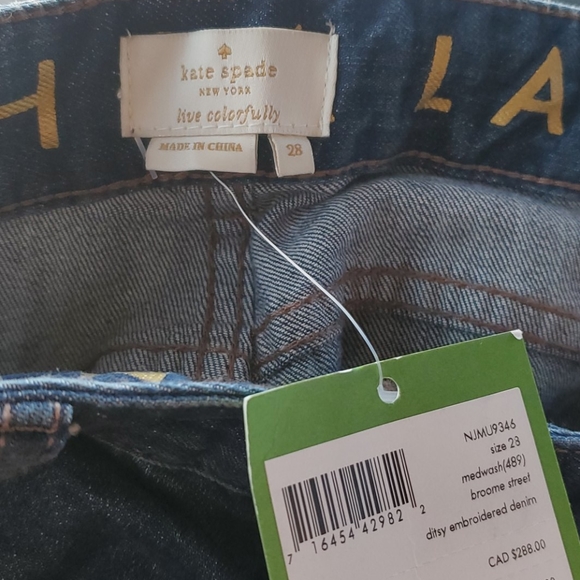 H LA
kate spade
NEW YORK
live colorfully
MADE IN CHINA
28
NJMU9346
size 28
medwash(489)
broome street
ditsy embroidered denim
7 16454 42982 2
CAD $288.00